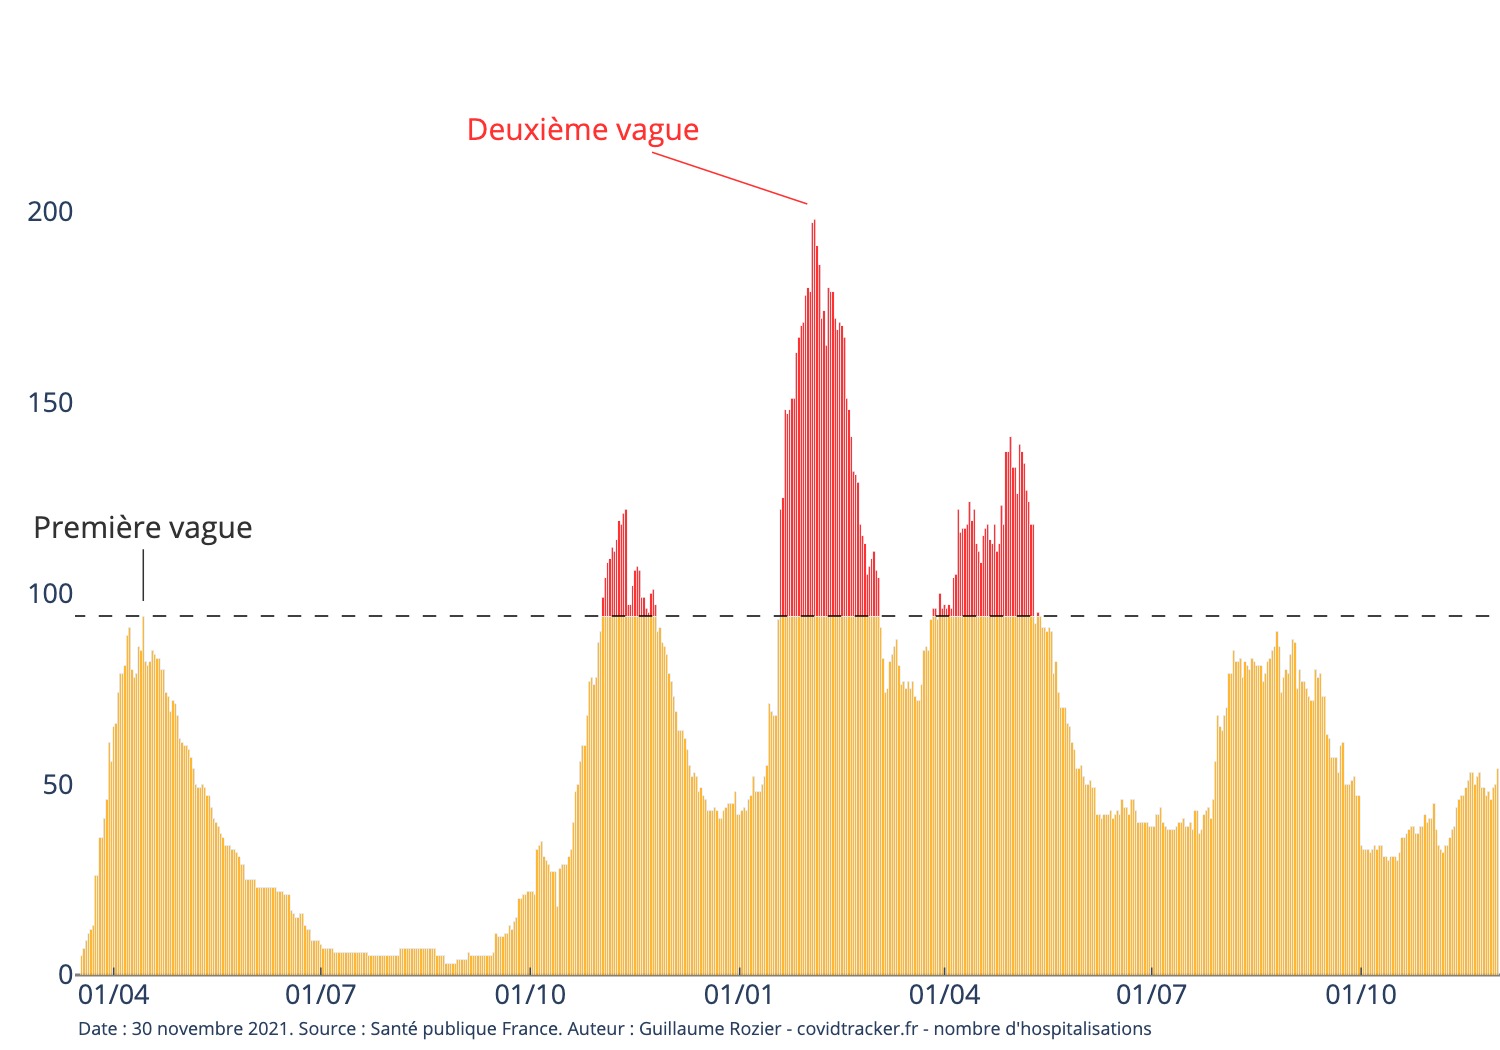 Deuxième vague
200
150
Première vague
100
50
0
01/04 01/07 01/10 01/01 01/04 01/07 01/10
Date : 30 novembre 2021. Source : Santé publique France. Auteur : Guillaume Rozier - covidtracker.fr - nombre d'hospitalisations